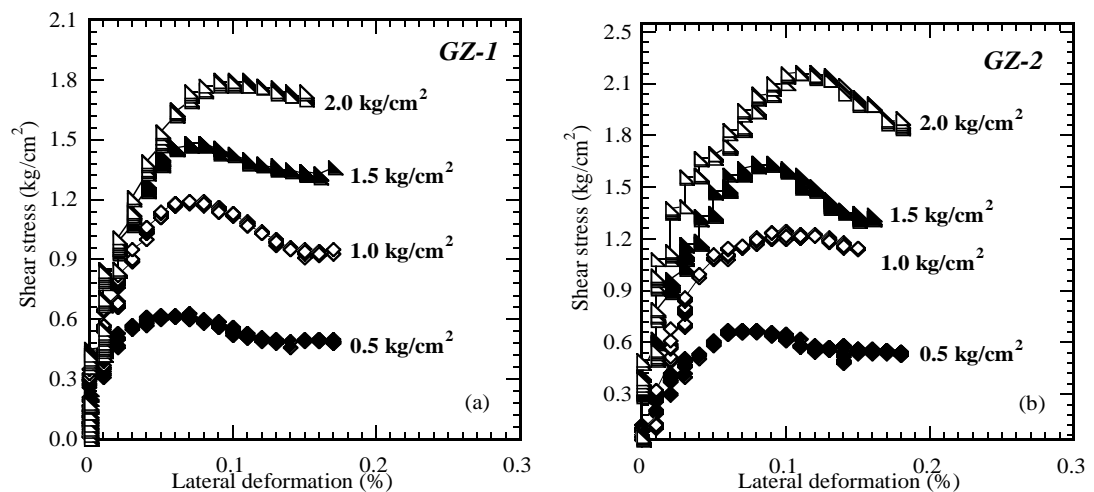 2.1
1.8
1.5
1.2
0.9
0.6
0.3
0.0
Shear stress (kg/cm²)
GZ-1
2.0 kg/cm²
1.5 kg/cm²
1.0 kg/cm²
0.5 kg/cm²
(a)
0 0.1 0.2 0.3
Lateral deformation (%)
2.5
2.1
1.8
1.5
1.2
0.9
0.6
0.3
Shear stress (kg/cm²)
GZ-2
2.0 kg/cm²
1.5 kg/cm²
1.0 kg/cm²
0.5 kg/cm²
(b)
0 0.1 0.2 0.3
Lateral deformation (%)